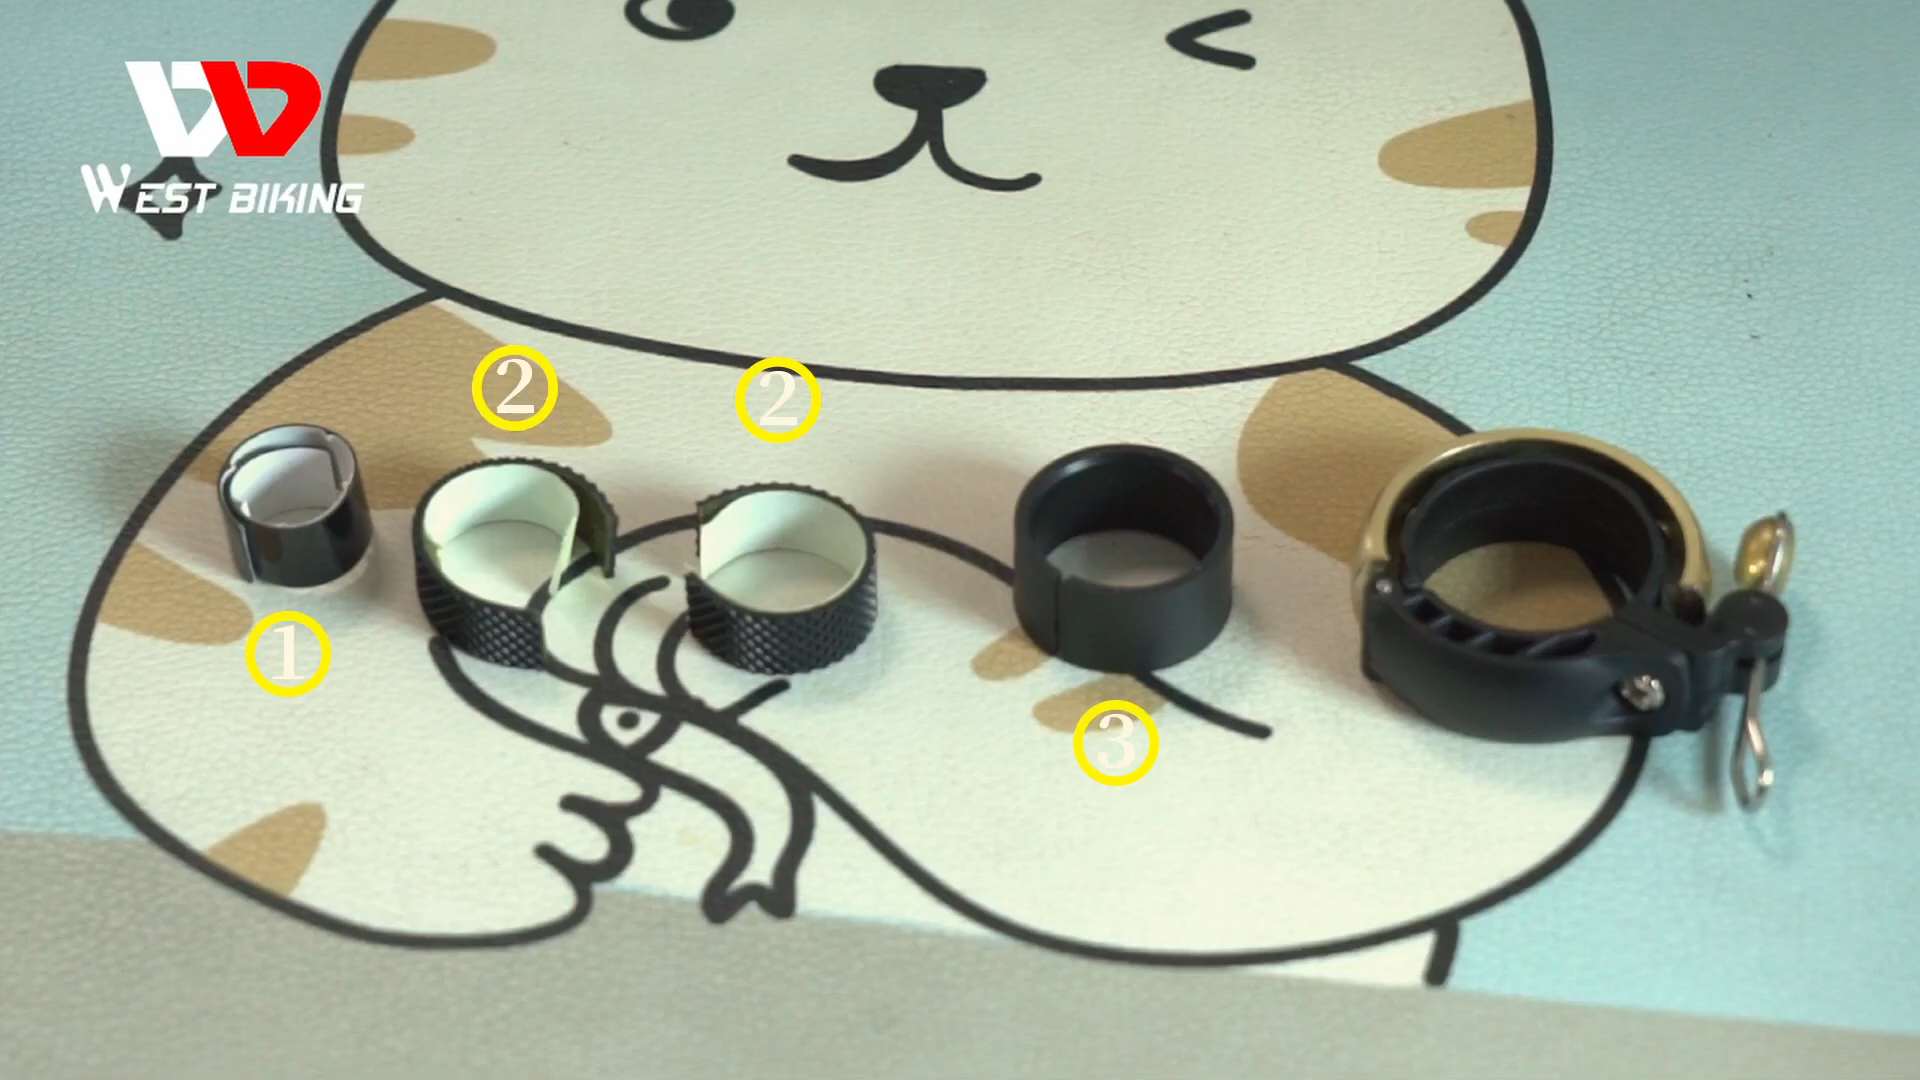 WEST BIKING
② ②
①
③